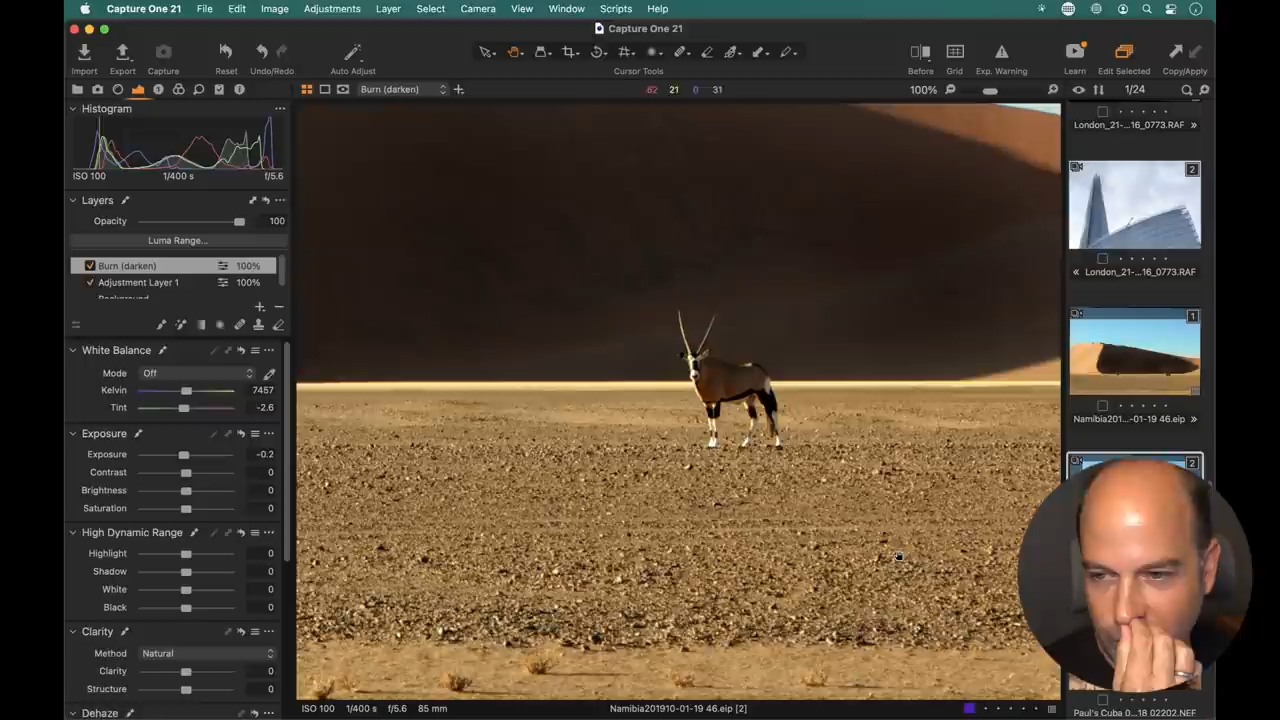 Capture One 21 File Edit Image Adjustments Layer Select Camera View Window Scripts Help
Capture One 21
Import Export Capture Reset Undo/Redo Auto Adjust Cursor Tools Before Grid Exp. Warning Learn Edit Selected Copy/Apply
Burn (darken) 62 21 0 31 100% 1/24
Histogram
ISO 100 1/400 s f/5.6
Layers
Opacity 100
Luma Range...
Burn (darken) 100%
Adjustment Layer 1 100%
Background
White Balance
Mode Off
Kelvin 7457
Tint -2.6
Exposure
Exposure -0.2
Contrast 0
Brightness 0
Saturation 0
High Dynamic Range
Highlight 0
Shadow 0
White 0
Black 0
Clarity
Method Natural
Clarity 0
Structure 0
Dehaze
London_21-...16_0773.RAF
2
London_21-...16_0773.RAF
1
Namibia201...-01-19 46.eip
2
Paul's Cuba 0...18 02202.NEF
ISO 100 1/400 s f/5.6 85 mm Namibia201910-01-19 46.eip [2]